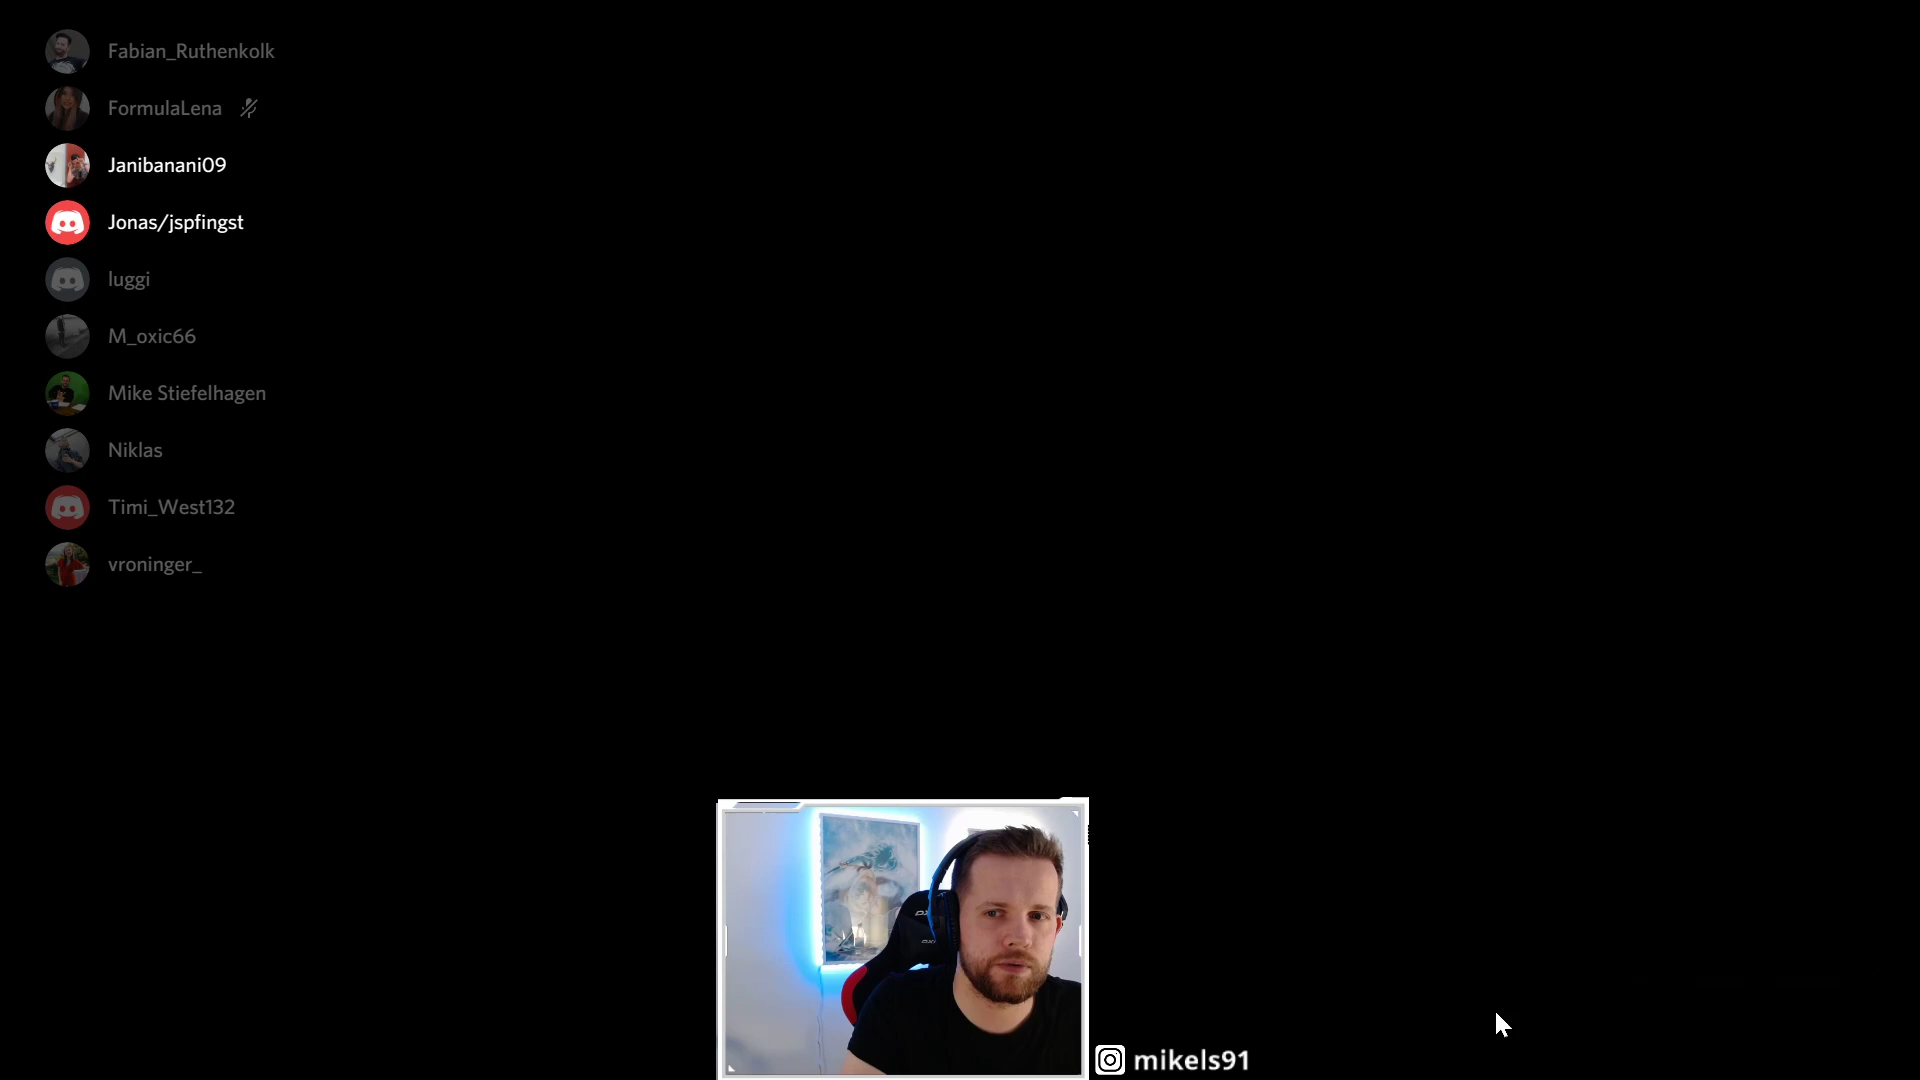 Fabian_Ruthenkolk
FormulaLena
Janibanani09
Jonas/jspfingst
luggi
M_oxic66
Mike Stiefelhagen
Niklas
Timi_West132
vroninger_
mikels91